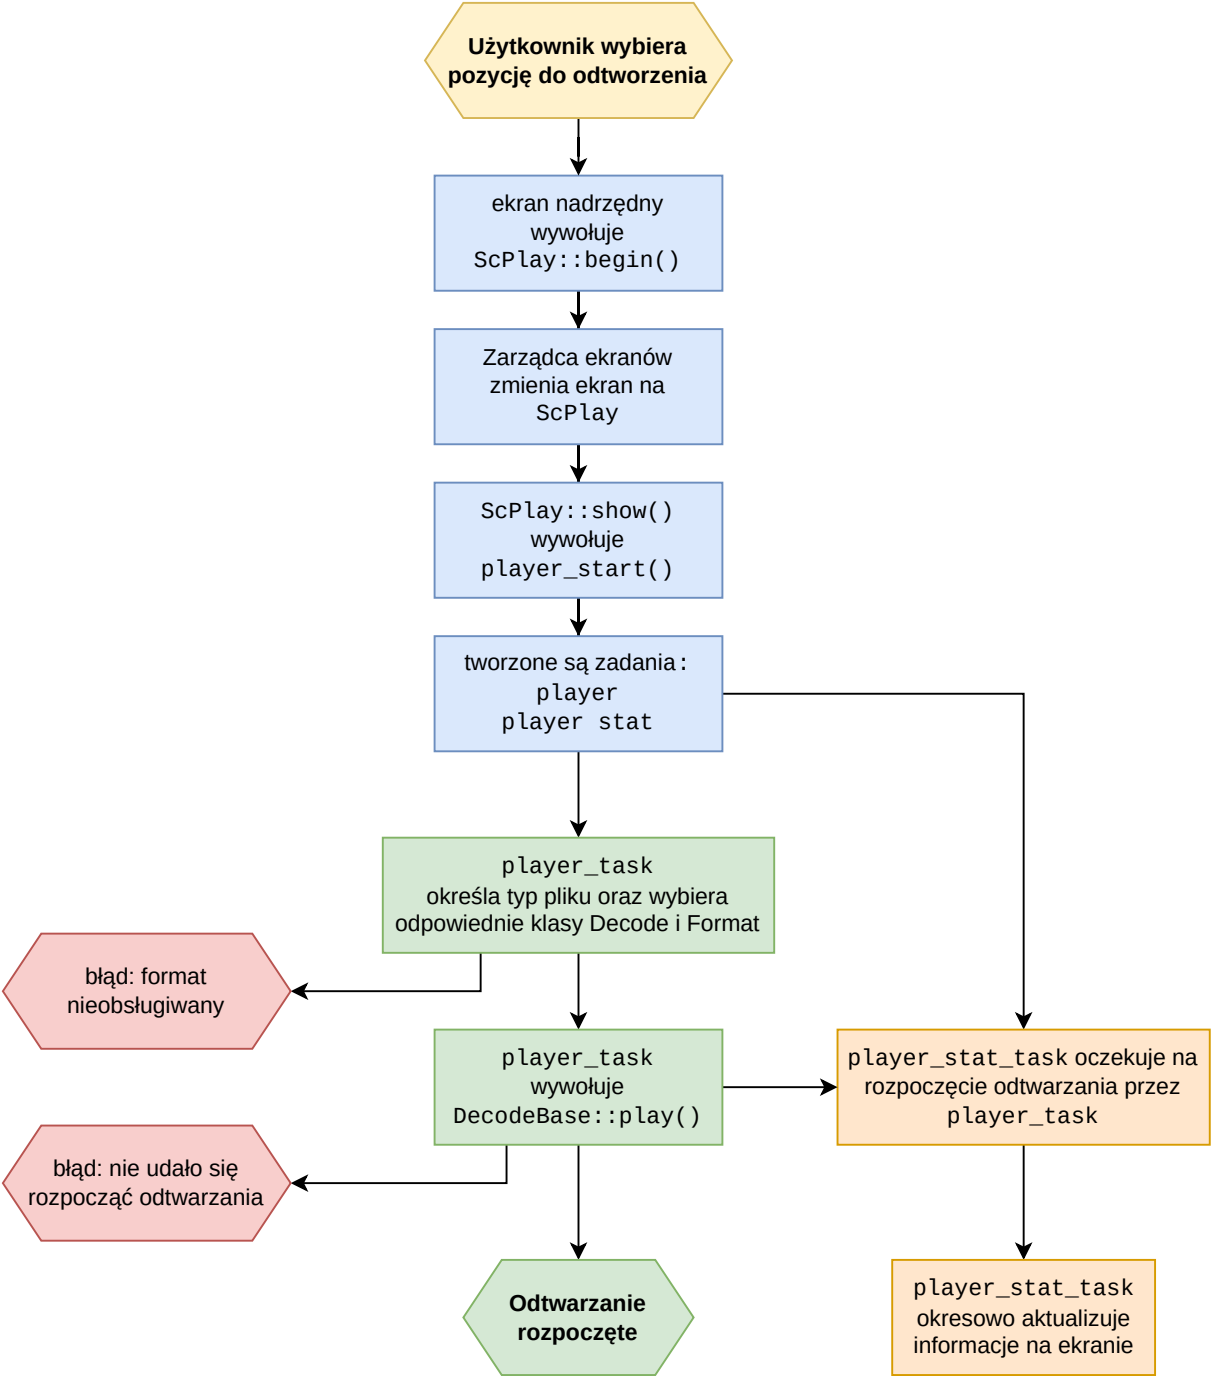 Użytkownik wybiera
pozycję do odtworzenia
ekran nadrzędny
wywołuje
ScPlay::begin()
Zarządca ekranów
zmienia ekran na
ScPlay
ScPlay::show()
wywołuje
player_start()
tworzone są zadania:
player
player stat
player_task
określa typ pliku oraz wybiera
odpowiednie klasy Decode i Format
błąd: format
nieobsługiwany
player_task
wywołuje
DecodeBase::play()
player_stat_task oczekuje na
rozpoczęcie odtwarzania przez
player_task
błąd: nie udało się
rozpocząć odtwarzania
Odtwarzanie
rozpoczęte
player_stat_task
okresowo aktualizuje
informacje na ekranie